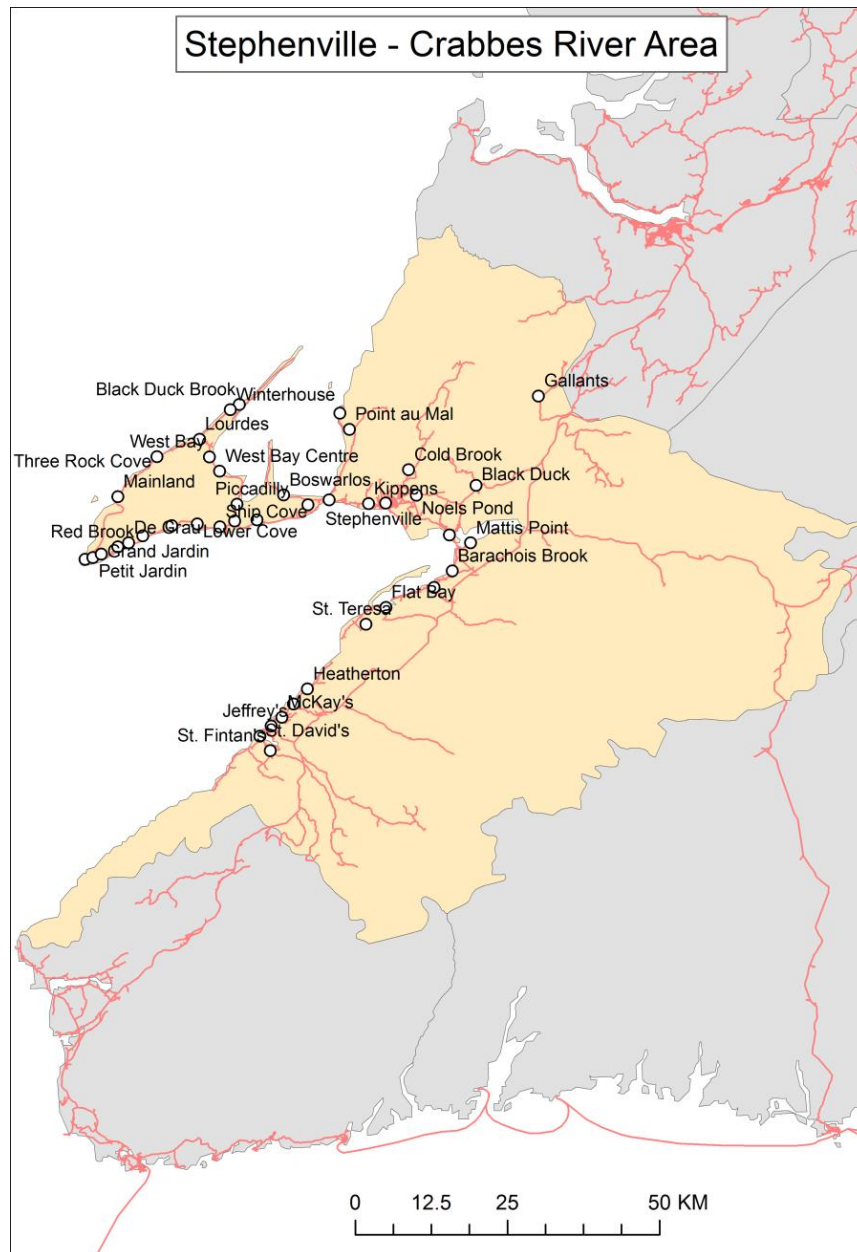 Stephenville - Crabbes River Area
Gallants
Black Duck Brook
Winterhouse
Lourdes
Point au Mal
West Bay
Three Rock Cove
West Bay Centre
Cold Brook
Mainland
Boswarlos
Black Duck
Piccadilly
Kippens
Ship Cove
Noels Pond
Red Brook
De Grau
Lower Cove
Stephenville
Mattis Point
Grand Jardin
Barachois Brook
Petit Jardin
Flat Bay
St. Teresa
Heatherton
McKay's
Jeffrey's
St. David's
St. Fintan's
0 12.5 25 50 KM